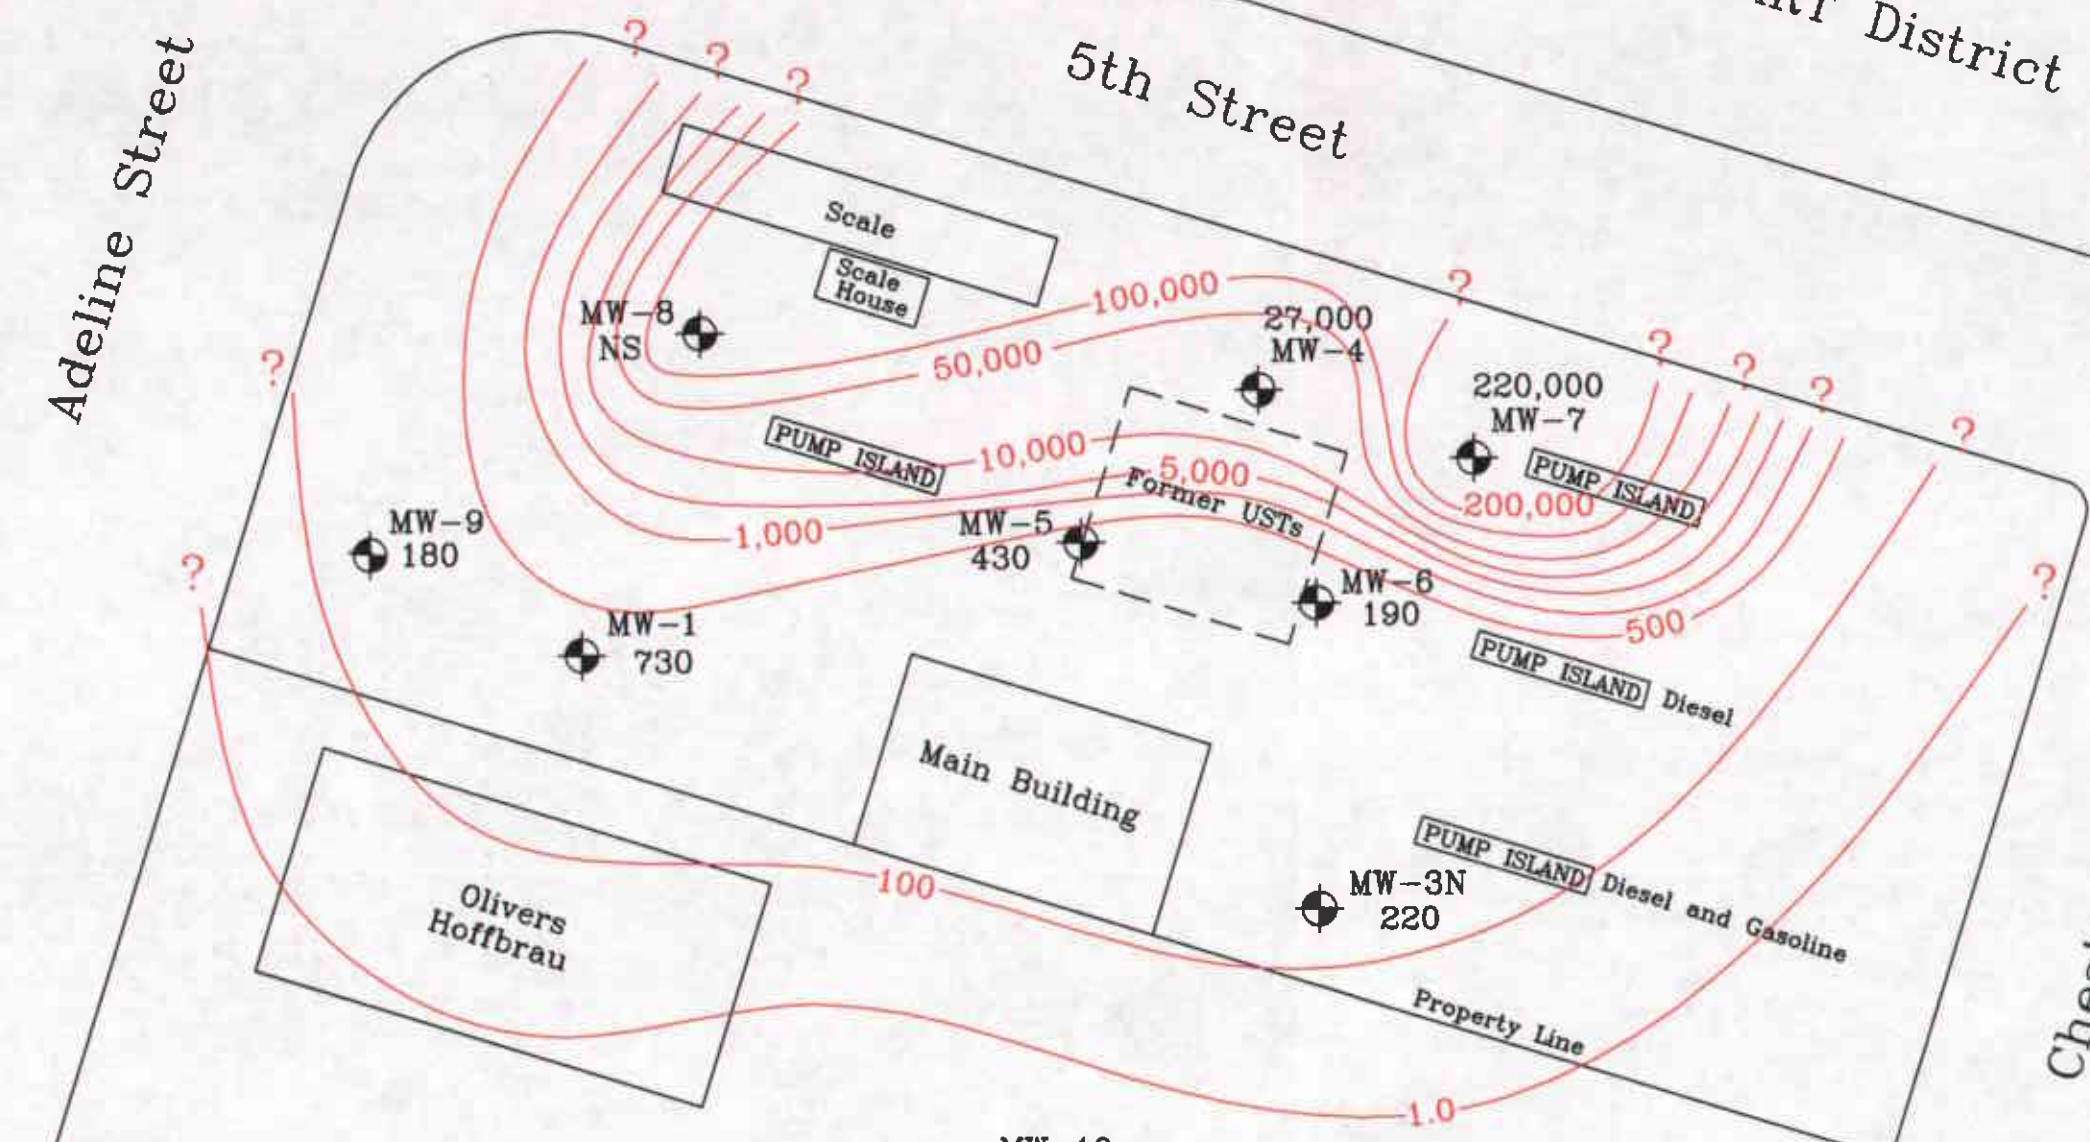 District
5th Street
Adeline Street
?
?
?
Scale
Scale
House
MW-8
NS
100,000
50,000
27,000
MW-4
?
220,000
MW-7
?
?
?
?
PUMP ISLAND
200,000
PUMP ISLAND
10,000
5,000
Former USTs
?
MW-9
180
1,000
MW-5
430
MW-6
190
?
?
MW-1
730
500
PUMP ISLAND Diesel
Main Building
PUMP ISLAND Diesel and Gasoline
100
MW-3N
220
Olivers
Hoffbrau
Property Line
1.0